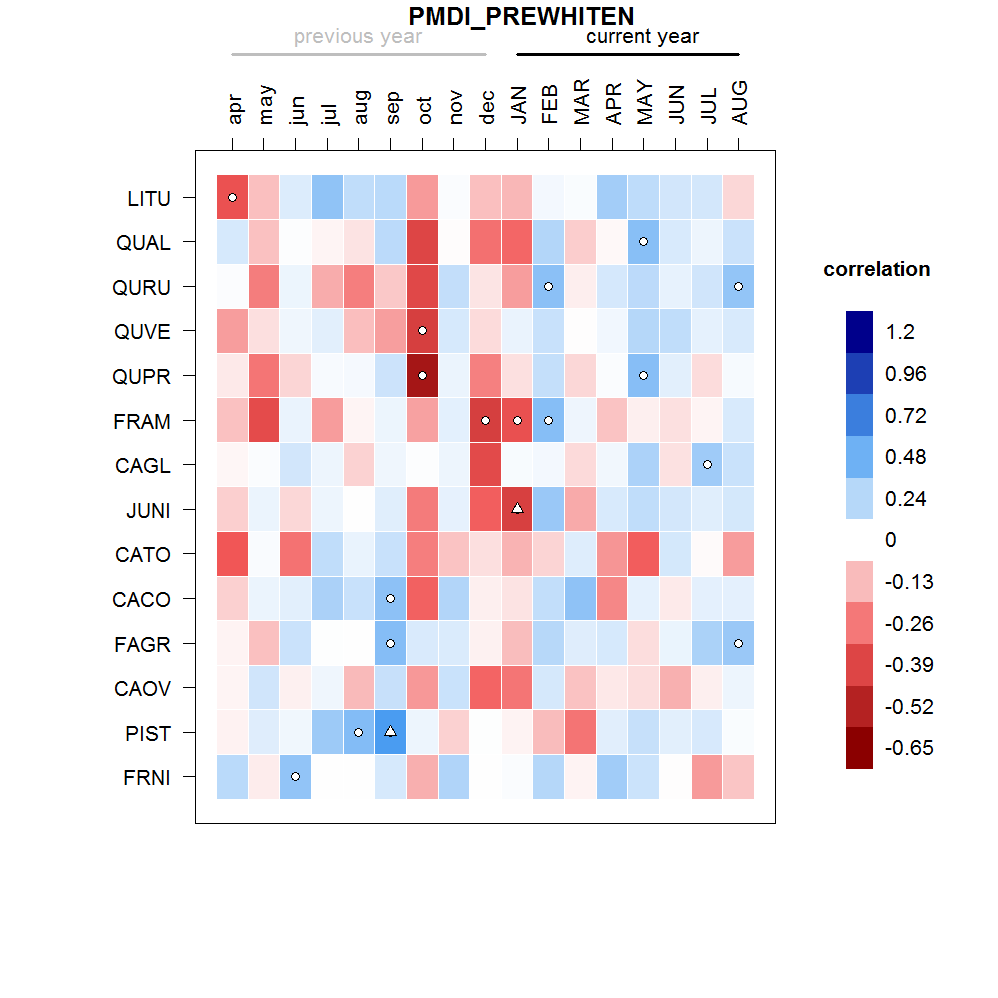 PMDI_PREWHITEN
previous year current year
apr may jun jul aug sep oct nov dec JAN FEB MAR APR MAY JUN JUL AUG
LITU
QUAL
QURU
QUVE
QUPR
FRAM
CAGL
JUNI
CATO
CACO
FAGR
CAOV
PIST
FRNI
correlation
1.2
0.96
0.72
0.48
0.24
0
-0.13
-0.26
-0.39
-0.52
-0.65